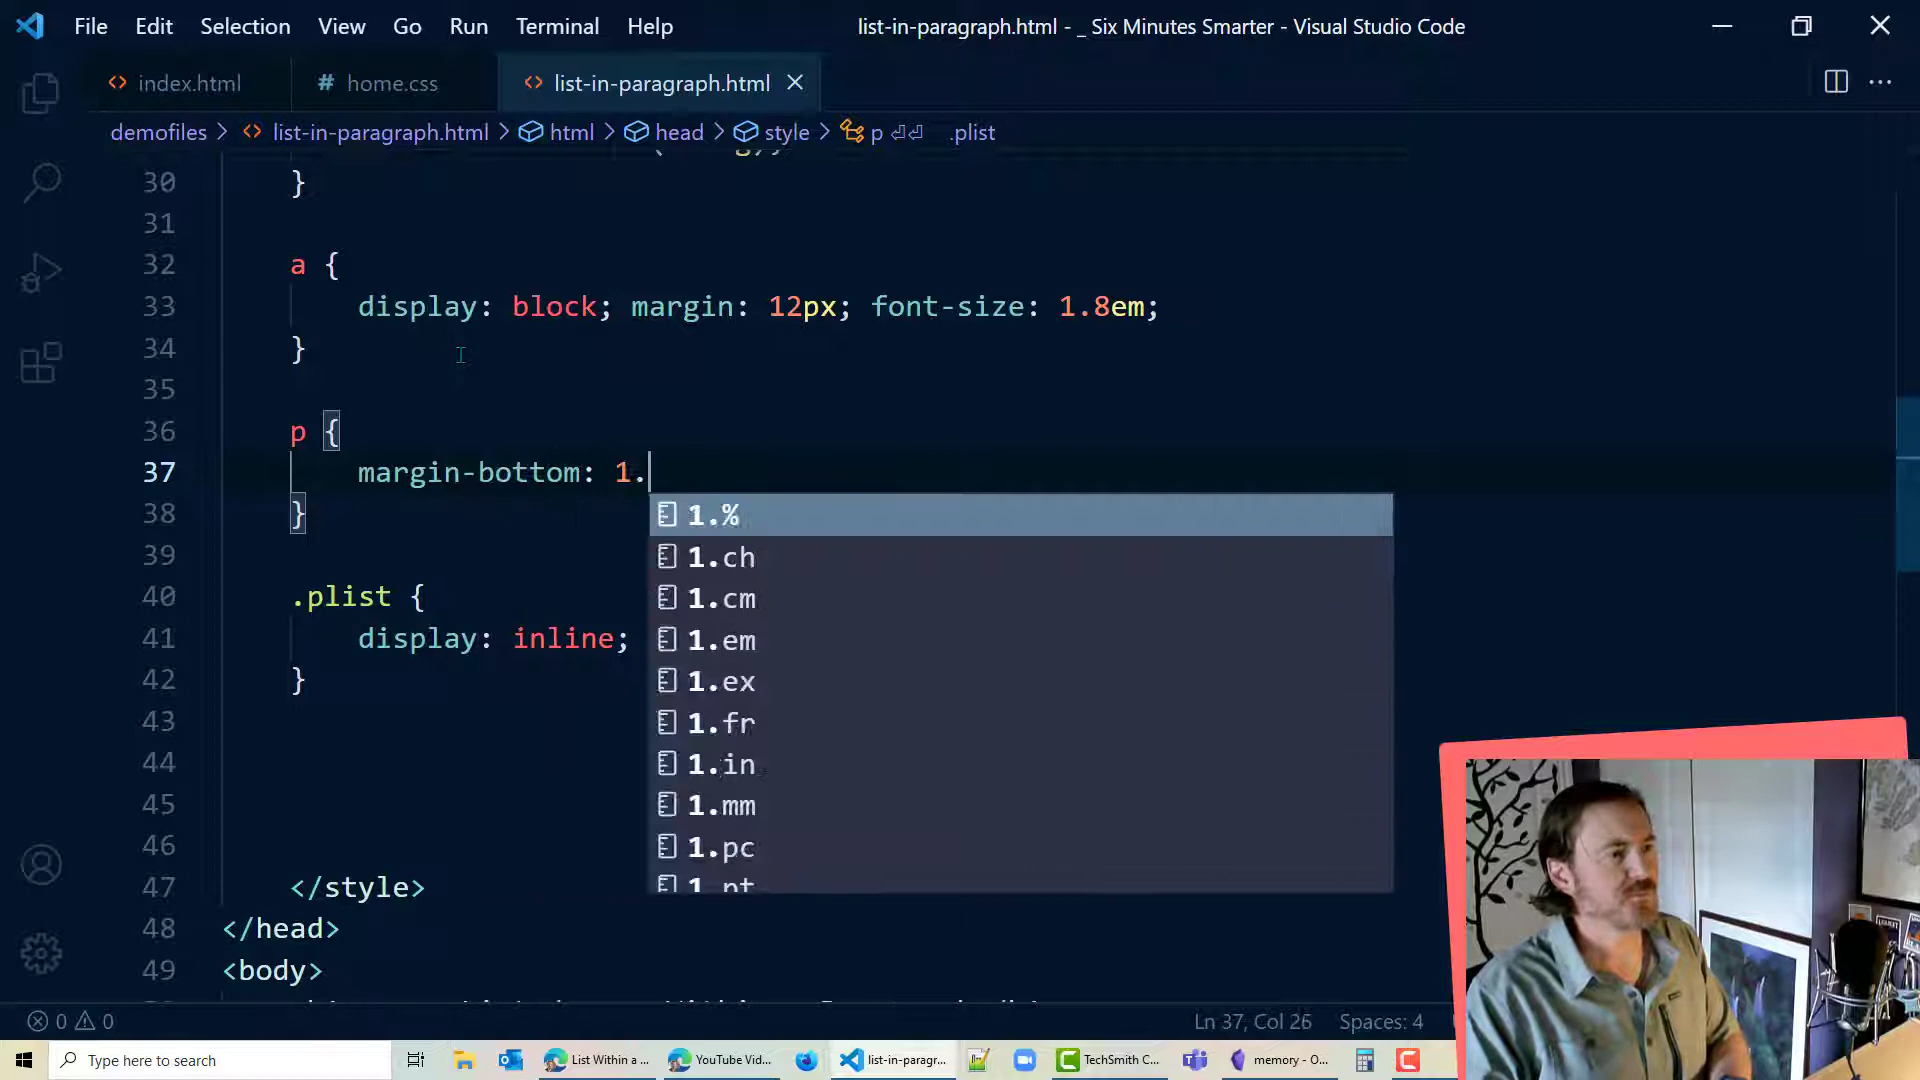 File Edit Selection View Go Run Terminal Help list-in-paragraph.html - _ Six Minutes Smarter - Visual Studio Code
index.html # home.css list-in-paragraph.html
demofiles > list-in-paragraph.html > html > head > style > p .plist
30 }
31
32 a {
33 display: block; margin: 12px; font-size: 1.8em;
34 }
35
36 p {
37 margin-bottom: 1.
1.%
38 }
1.ch
39
1.cm
40 .plist {
1.em
41 display: inline;
1.ex
42 }
1.fr
43
1.in
44
1.mm
45
1.pc
46
1.pt
47 </style>
48 </head>
49 <body>
0 0 Ln 37, Col 26 Spaces: 4
Type here to search List Within a ... YouTube Vid... list-in-paragr... TechSmith C... memory - O...